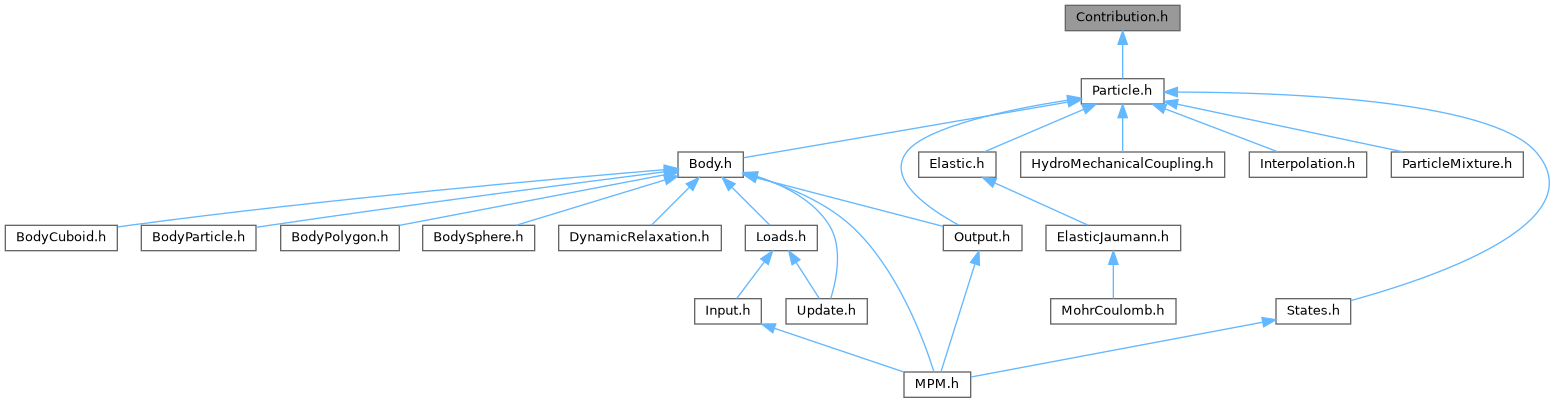 Contribution.h
Particle.h
Body.h
Elastic.h
HydroMechanicalCoupling.h
Interpolation.h
ParticleMixture.h
BodyCuboid.h
BodyParticle.h
BodyPolygon.h
BodySphere.h
DynamicRelaxation.h
Loads.h
Output.h
ElasticJaumann.h
Input.h
Update.h
MohrCoulomb.h
States.h
MPM.h